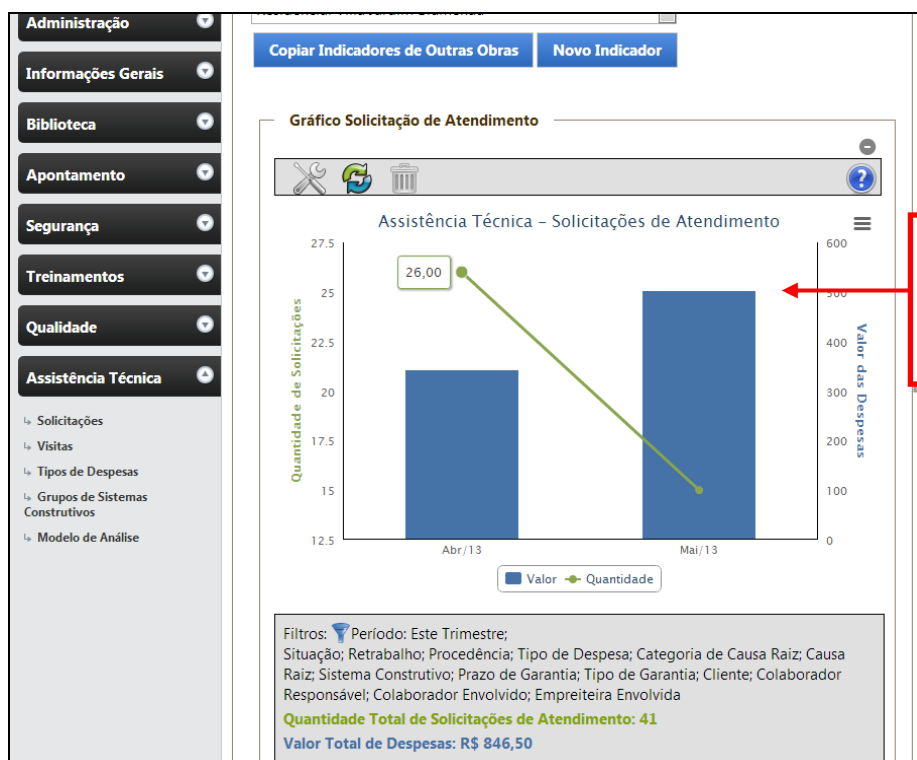 Administração
Informações Gerais
Biblioteca
Apontamento
Segurança
Treinamentos
Qualidade
Assistência Técnica
Solicitações
Visitas
Tipos de Despesas
Grupos de Sistemas
Construtivos
Modelo de Análise
Copiar Indicadores de Outras Obras
Novo Indicador
Gráfico Solicitação de Atendimento
?
Assistência Técnica – Solicitações de Atendimento
Quantidade de Solicitações
27.5
25
22.5
20
17.5
15
12.5
26,00
600
500
400
300
200
100
0
Valor das Despesas
Abr/13
Mai/13
Valor
Quantidade
Filtros: Período: Este Trimestre;
Situação; Retrabalho; Procedência; Tipo de Despesa; Categoria de Causa Raiz; Causa
Raiz; Sistema Construtivo; Prazo de Garantia; Tipo de Garantia; Cliente; Colaborador
Responsável; Colaborador Envolvido; Empreiteira Envolvida
Quantidade Total de Solicitações de Atendimento: 41
Valor Total de Despesas: R$ 846,50